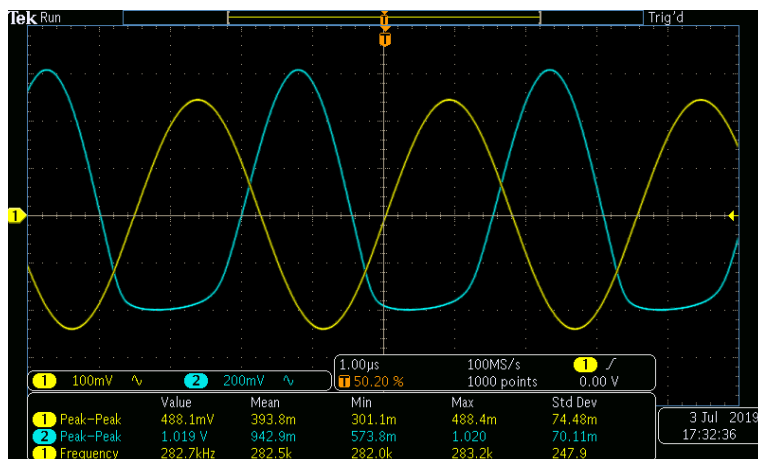 Tek Run Trig'd
T
T
1
1 100mV ∿ 2 200mV ∿
1.00μs 100MS/s 1 ∫
T 50.20 % 1000 points 0.00 V
Value Mean Min Max Std Dev
1 Peak-Peak 488.1mV 393.8m 301.1m 488.4m 74.48m
2 Peak-Peak 1.019 V 942.9m 573.8m 1.020 70.11m
1 Frequency 282.7kHz 282.5k 282.0k 283.2k 247.9
3 Jul 2019
17:32:36